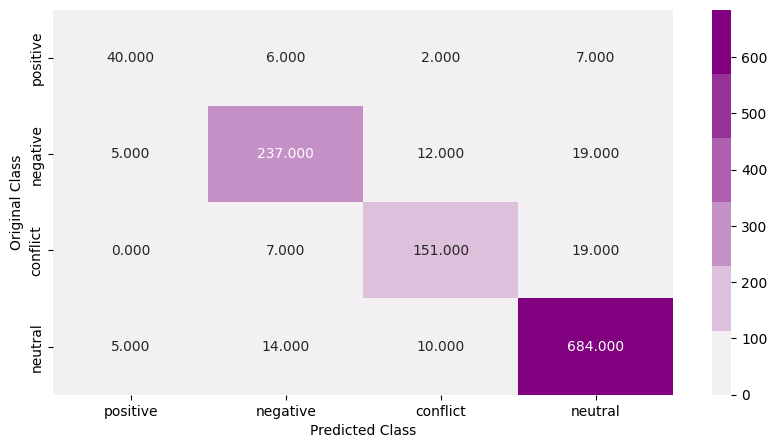 positive 40.000 6.000 2.000 7.000
negative 5.000 237.000 12.000 19.000
conflict 0.000 7.000 151.000 19.000
neutral 5.000 14.000 10.000 684.000
positive negative conflict neutral
Predicted Class
Original Class
600
500
400
300
200
100
0